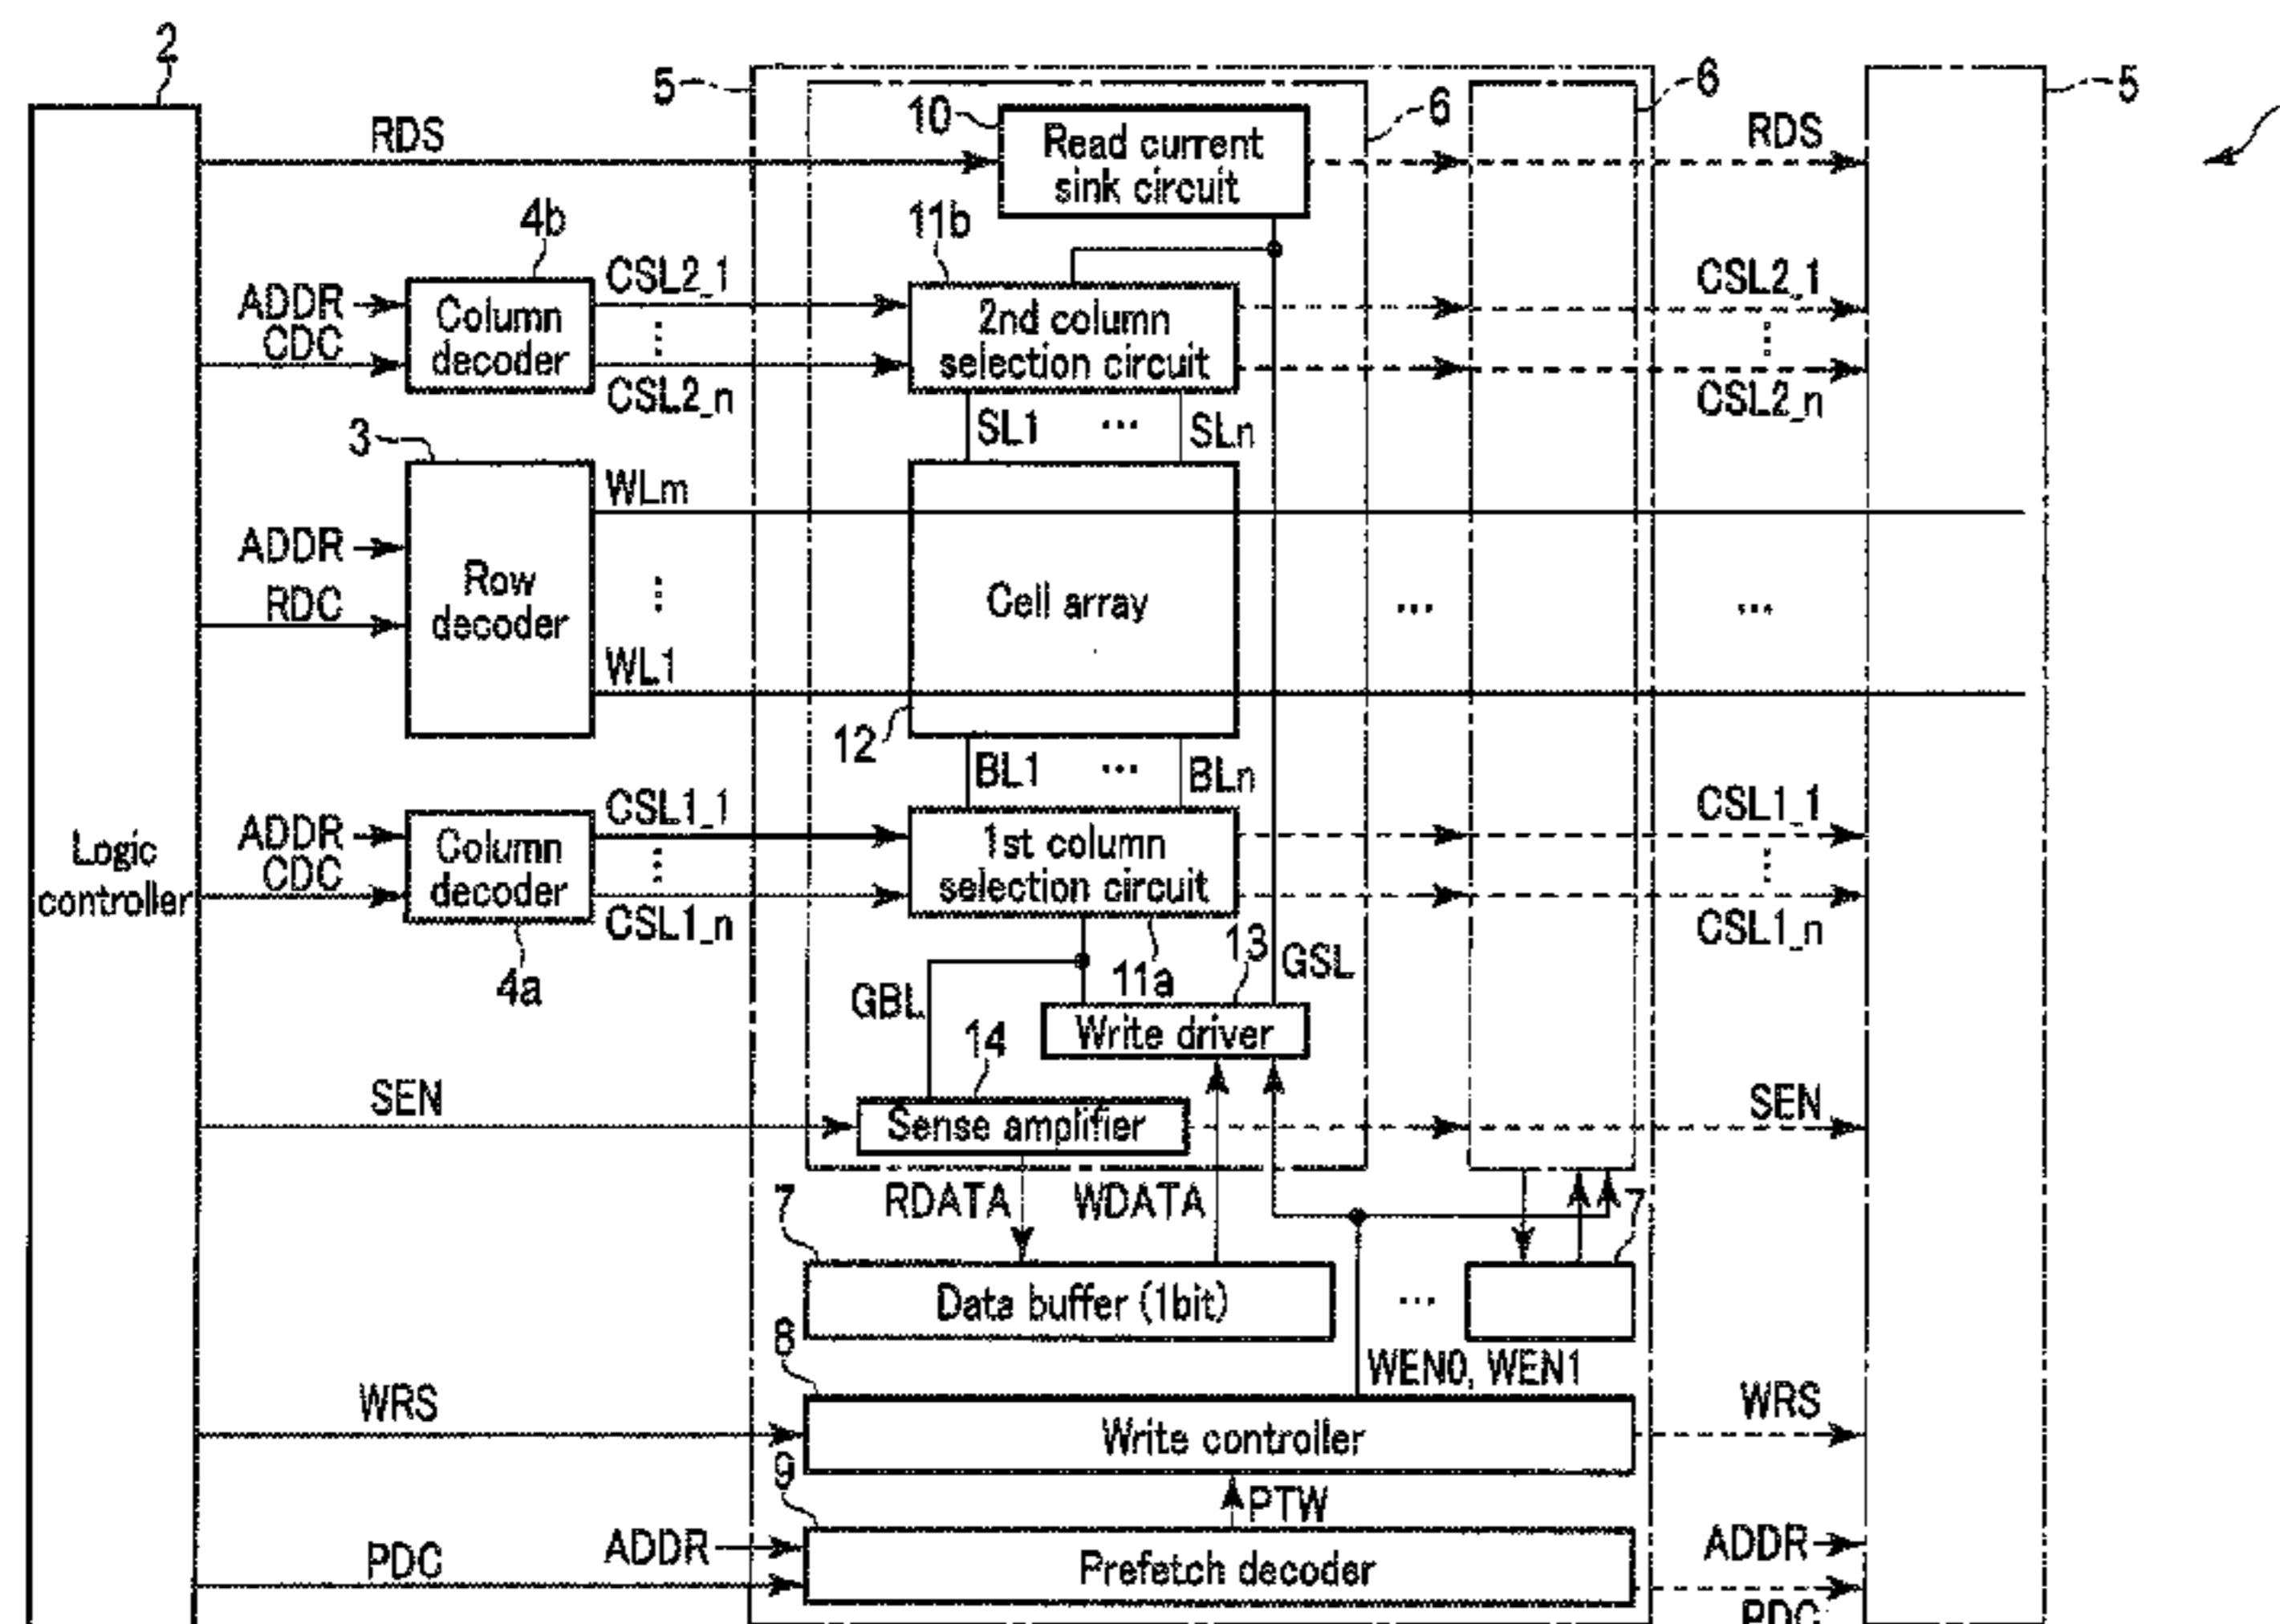 2
5
10
6
6
5
RDS
Read current
sink circuit
RDS
4b
11b
ADDR
CDC
Column
decoder
CSL2_1
⋮
CSL2_n
2nd column
selection circuit
CSL2_1
⋮
CSL2_n
3
SL1
...
SLn
WLm
ADDR
RDC
Row
decoder
⋮
Cell array
...
...
WL1
12
BL1
...
BLn
ADDR
CDC
Column
decoder
CSL1_1
⋮
CSL1_n
1st column
selection circuit
CSL1_1
⋮
CSL1_n
Logic
controller
4a
11a
13
GSL
GBL
14
Write driver
SEN
Sense amplifier
SEN
7
RDATA
WDATA
7
Data buffer (1bit)
...
8
WEN0, WEN1
WRS
Write controller
WRS
9
PTW
PDC
ADDR
Prefetch decoder
ADDR
PDC